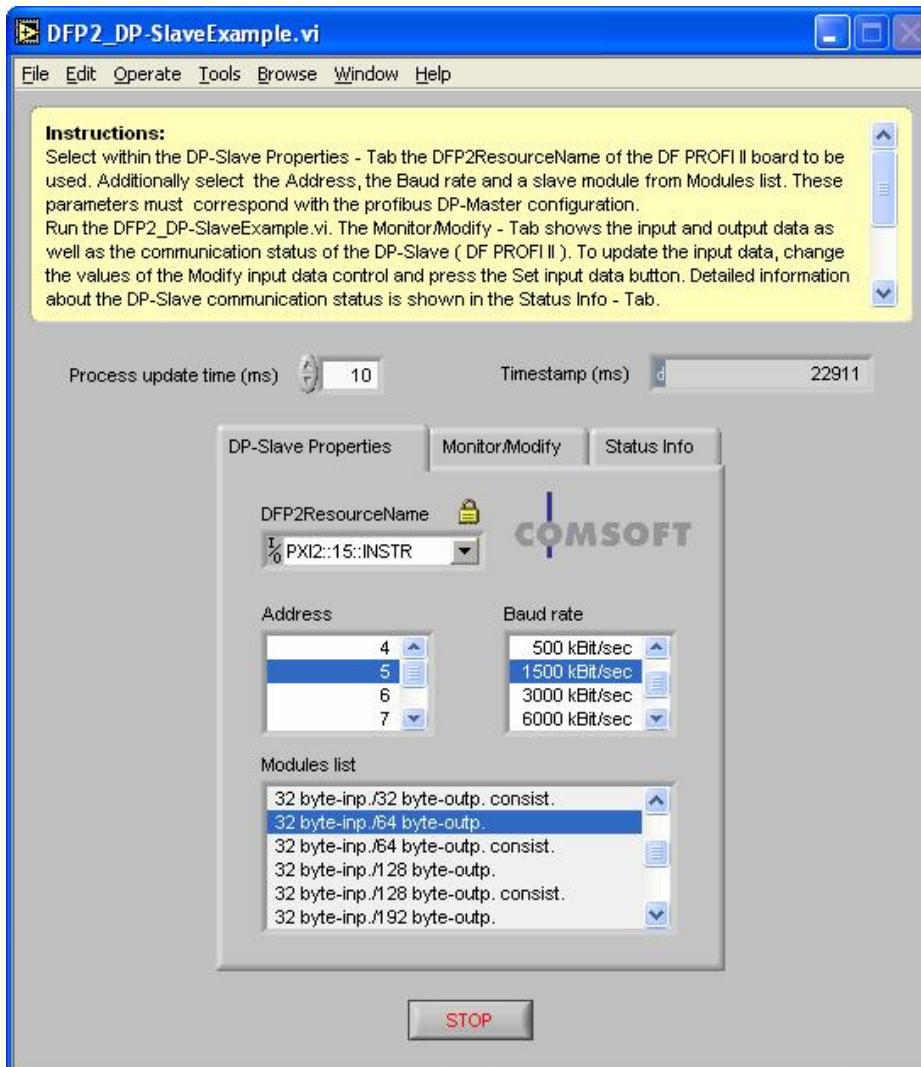 DFP2_DP-SlaveExample.vi
File Edit Operate Tools Browse Window Help
Instructions:
Select within the DP-Slave Properties - Tab the DFP2ResourceName of the DF PROFI II board to be
used. Additionally select the Address, the Baud rate and a slave module from Modules list. These
parameters must correspond with the profibus DP-Master configuration.
Run the DFP2_DP-SlaveExample.vi. The Monitor/Modify - Tab shows the input and output data as
well as the communication status of the DP-Slave ( DF PROFI II ). To update the input data, change
the values of the Modify input data control and press the Set input data button. Detailed information
about the DP-Slave communication status is shown in the Status Info - Tab.
Process update time (ms) 10 Timestamp (ms) d 22911
DP-Slave Properties Monitor/Modify Status Info
DFP2ResourceName
COMSOFT
I/O PXI2::15::INSTR
Address Baud rate
4 500 kBit/sec
5 1500 kBit/sec
6 3000 kBit/sec
7 6000 kBit/sec
Modules list
32 byte-inp./32 byte-outp. consist.
32 byte-inp./64 byte-outp.
32 byte-inp./64 byte-outp. consist.
32 byte-inp./128 byte-outp.
32 byte-inp./128 byte-outp. consist.
32 byte-inp./192 byte-outp.
STOP